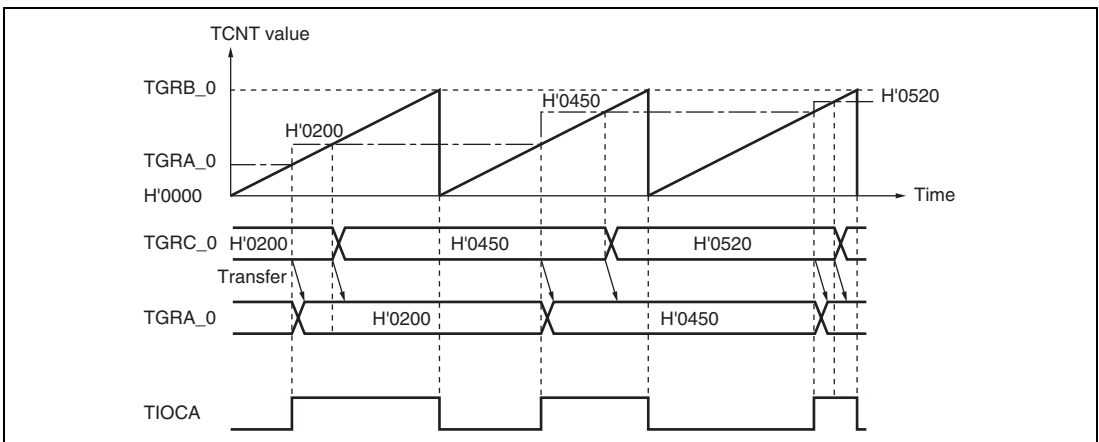 TCNT value
TGRB_0
H'0520
H'0450
H'0200
TGRA_0
H'0000
Time
TGRC_0 H'0200 H'0450 H'0520
Transfer
TGRA_0 H'0200 H'0450
TIOCA